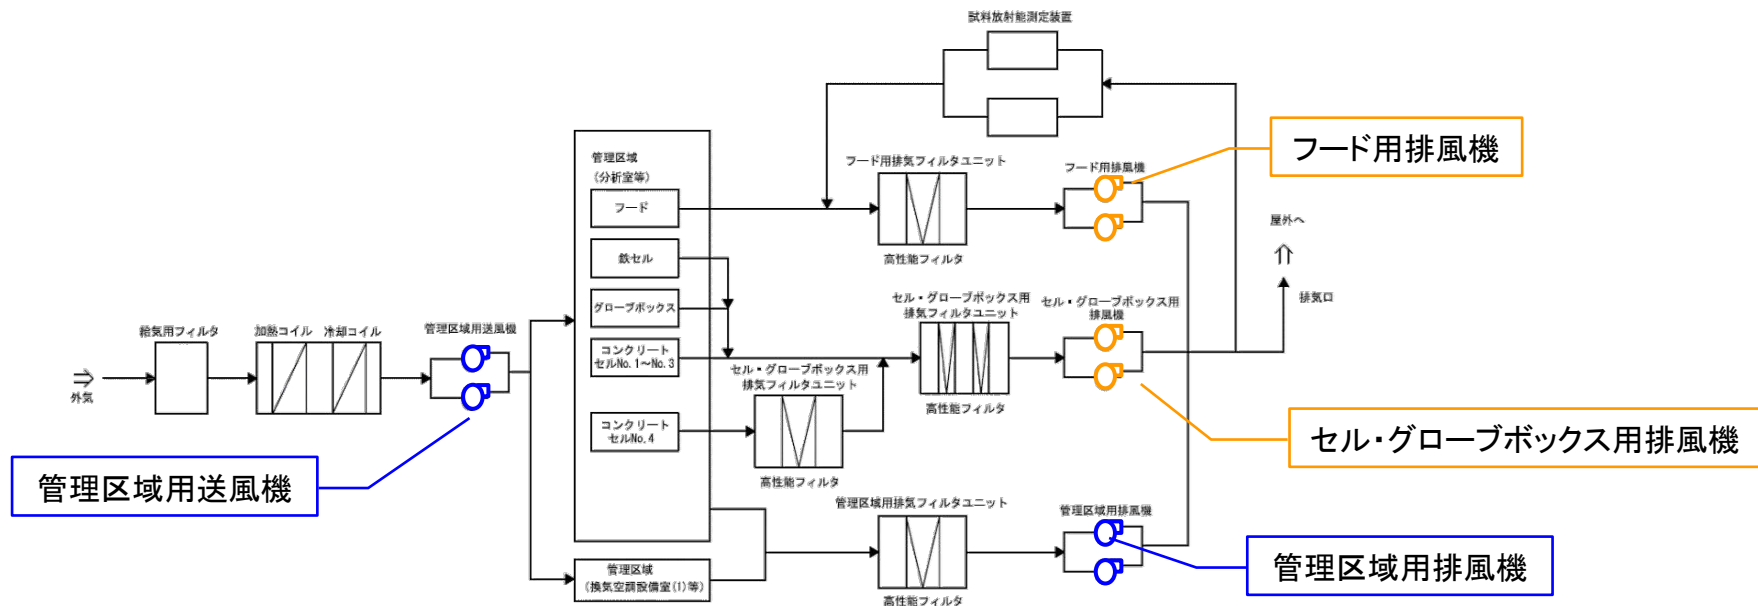 試料放射能測定装置
フード用排風機
管理区域
(分析室等)
フード用排気フィルタユニット
フード用排風機
フード
屋外へ
鉄セル
高性能フィルタ
グローブボックス
セル・グローブボックス用
排気フィルタユニット
セル・グローブボックス用
排風機
排気口
給気用フィルタ
加熱コイル
冷却コイル
管理区域用送風機
コンクリート
セルNo.1～No.3
セル・グローブボックス用
排気フィルタユニット
外気
高性能フィルタ
コンクリート
セルNo.4
セル・グローブボックス用排風機
管理区域用送風機
高性能フィルタ
管理区域用排気フィルタユニット
管理区域用排風機
管理区域
(換気空調設備室(1)等)
管理区域用排風機
高性能フィルタ